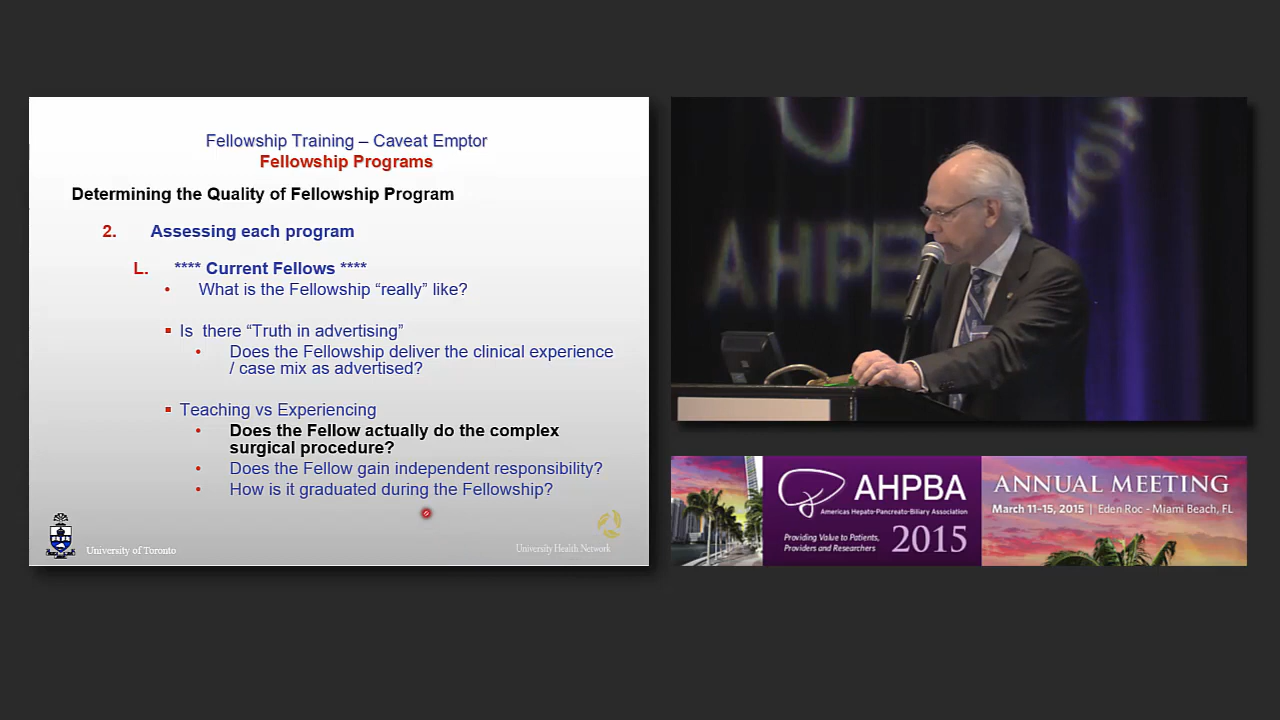 Fellowship Training – Caveat Emptor
Fellowship Programs
Determining the Quality of Fellowship Program
2. Assessing each program
L. **** Current Fellows ****
• What is the Fellowship “really” like?
▪ Is there “Truth in advertising”
• Does the Fellowship deliver the clinical experience
/ case mix as advertised?
▪ Teaching vs Experiencing
• Does the Fellow actually do the complex
surgical procedure?
• Does the Fellow gain independent responsibility?
• How is it graduated during the Fellowship?
University of Toronto
University Health Network
AHPB
AHPBA
Americas Hepato-Pancreato-Biliary Association
Providing Value to Patients,
Providers and Researchers
2015
ANNUAL MEETING
March 11-15, 2015 | Eden Roc - Miami Beach, FL